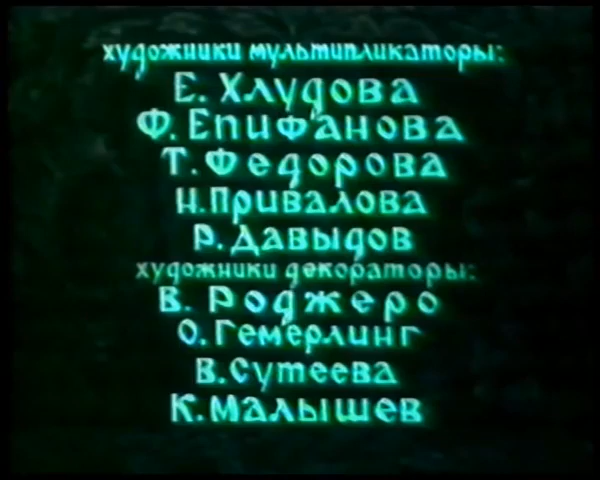 художники мультипликаторы:
Е. Хлудова
Ф. Епифанова
Т. Федорова
Н. Привалова
Р. Давыдов
художники декораторы:
В. Роджеро
О. Гемерлинг
В. Сутеева
К. Малышев